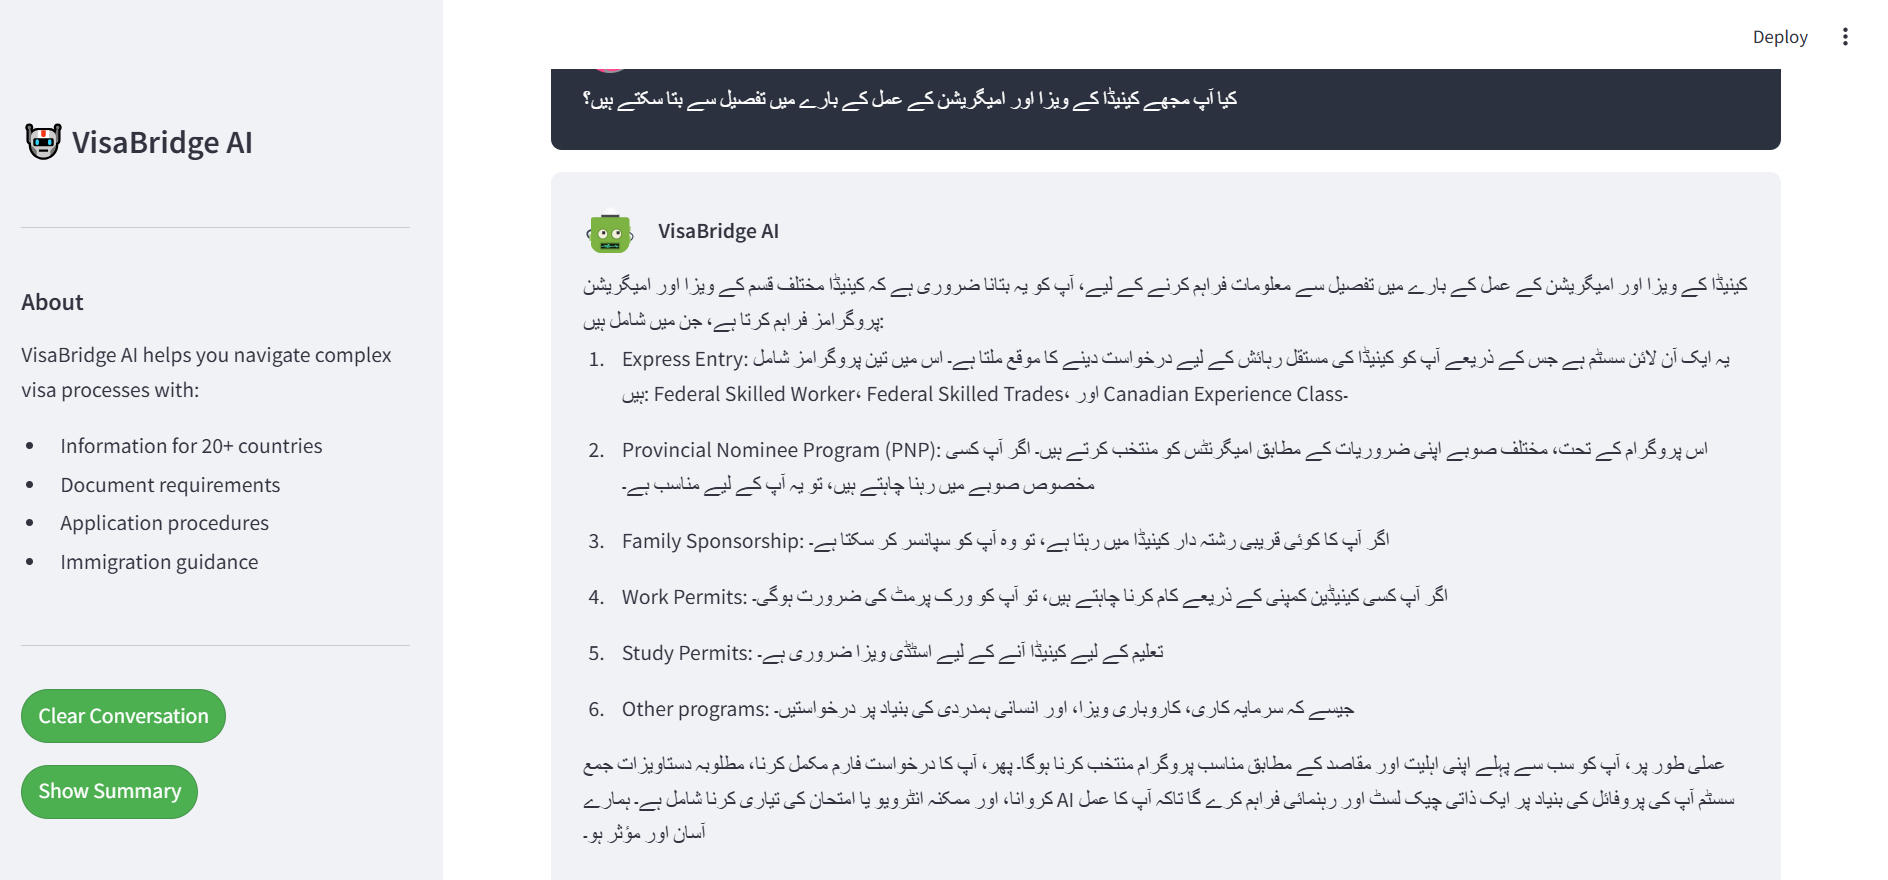 Deploy
VisaBridge AI
About
VisaBridge AI helps you navigate complex
visa processes with:
• Information for 20+ countries
• Document requirements
• Application procedures
• Immigration guidance
Clear Conversation
Show Summary
کیا آپ مجھے کینیڈا کے ویزا اور امیگریشن کے عمل کے بارے میں تفصیل سے بتا سکتے ہیں؟
VisaBridge AI
کینیڈا کے ویزا اور امیگریشن کے عمل کے بارے میں تفصیل سے معلومات فراہم کرنے کے لیے، آپ کو یہ بتانا ضروری ہے کہ کینیڈا مختلف قسم کے ویزا اور امیگریشن
پروگرامز فراہم کرتا ہے، جن میں شامل ہیں:
1. Express Entry: یہ ایک آن لائن سسٹم ہے جس کے ذریعے آپ کو کینیڈا کی مستقل رہائش کے لیے درخواست دینے کا موقع ملتا ہے۔ اس میں تین پروگرامز شامل
ہیں: Federal Skilled Worker، Federal Skilled Trades، اور Canadian Experience Class۔
2. Provincial Nominee Program (PNP): اس پروگرام کے تحت، مختلف صوبے اپنی ضروریات کے مطابق امیگرنٹس کو منتخب کرتے ہیں۔ اگر آپ کسی
مخصوص صوبے میں رہنا چاہتے ہیں، تو یہ آپ کے لیے مناسب ہے۔
3. Family Sponsorship: اگر آپ کا کوئی قریبی رشتہ دار کینیڈا میں رہتا ہے، تو وہ آپ کو سپانسر کر سکتا ہے۔
4. Work Permits: اگر آپ کسی کینیڈین کمپنی کے ذریعے کام کرنا چاہتے ہیں، تو آپ کو ورک پرمٹ کی ضرورت ہوگی۔
5. Study Permits: تعلیم کے لیے کینیڈا آنے کے لیے اسٹڈی ویزا ضروری ہے۔
6. Other programs: جیسے کہ سرمایہ کاری، کاروباری ویزا، اور انسانی ہمدردی کی بنیاد پر درخواستیں۔
عملی طور پر، آپ کو سب سے پہلے اپنی اہلیت اور مقاصد کے مطابق مناسب پروگرام منتخب کرنا ہوگا۔ پھر، آپ کا درخواست فارم مکمل کرنا، مطلوبہ دستاویزات جمع
کروانا، اور ممکنہ انٹرویو یا امتحان کی تیاری کرنا شامل ہے۔ ہمارے AI سسٹم آپ کی پروفائل کی بنیاد پر ایک ذاتی چیک لسٹ اور رہنمائی فراہم کرے گا تاکہ آپ کا عمل
آسان اور مؤثر ہو۔